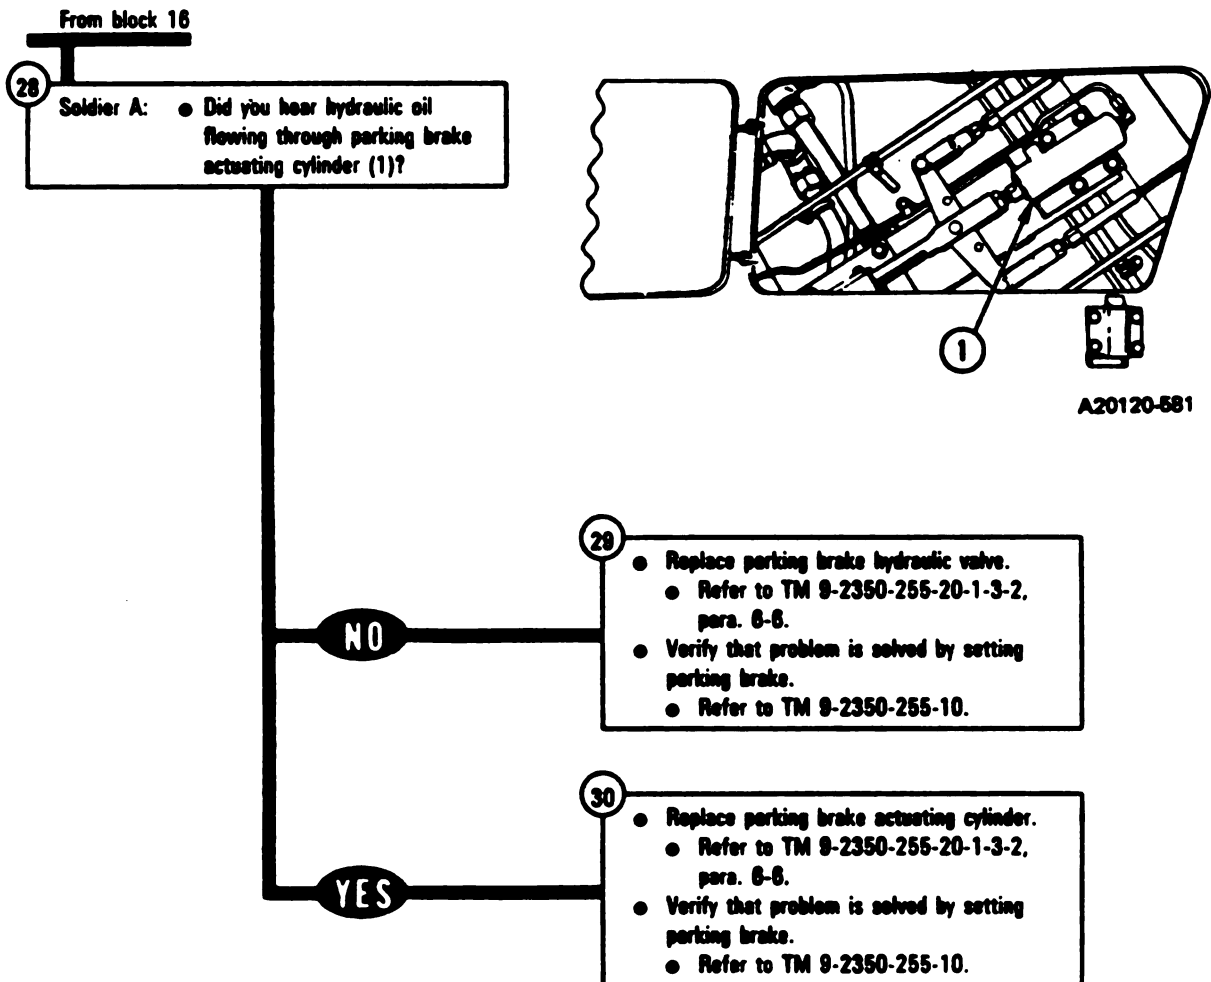 From block 16
28
Soldier A: ● Did you hear hydraulic oil
flowing through parking brake
actuating cylinder (1)?
1
A20120-581
29
● Replace parking brake hydraulic valve.
● Refer to TM 9-2350-255-20-1-3-2,
para. 6-6.
● Verify that problem is solved by setting
parking brake.
● Refer to TM 9-2350-255-10.
NO
30
● Replace parking brake actuating cylinder.
● Refer to TM 9-2350-255-20-1-3-2,
para. 6-6.
● Verify that problem is solved by setting
parking brake.
● Refer to TM 9-2350-255-10.
YES